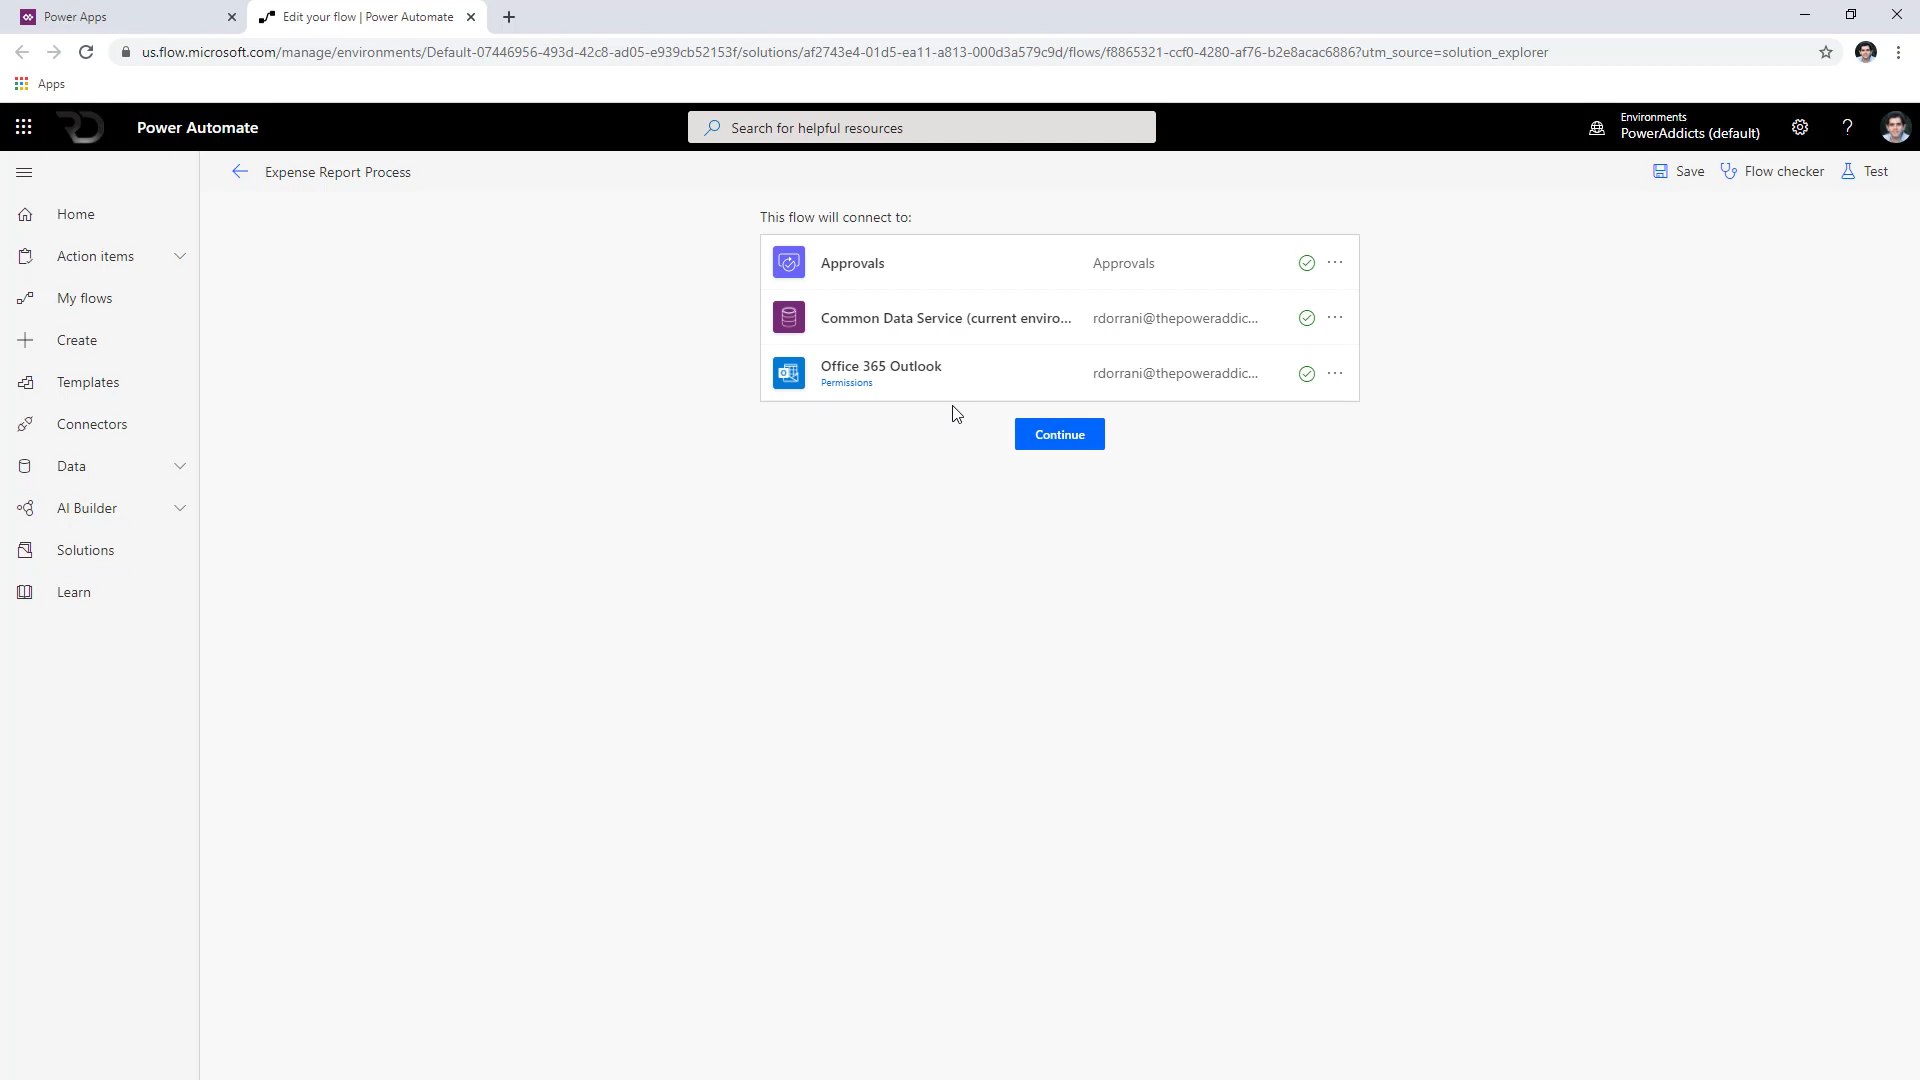 Power Apps
Edit your flow | Power Automate
us.flow.microsoft.com/manage/environments/Default-07446956-493d-42c8-ad05-e939cb52153f/solutions/af2743e4-01d5-ea11-a813-000d3a579c9d/flows/f8865321-ccf0-4280-af76-b2e8acac6886?utm_source=solution_explorer
Apps
Power Automate
Search for helpful resources
Environments
PowerAddicts (default)
Expense Report Process
Save
Flow checker
Test
Home
Action items
My flows
Create
Templates
Connectors
Data
AI Builder
Solutions
Learn
This flow will connect to:
Approvals Approvals
Common Data Service (current enviro... rdorrani@thepoweraddic...
Office 365 Outlook rdorrani@thepoweraddic...
Permissions
Continue